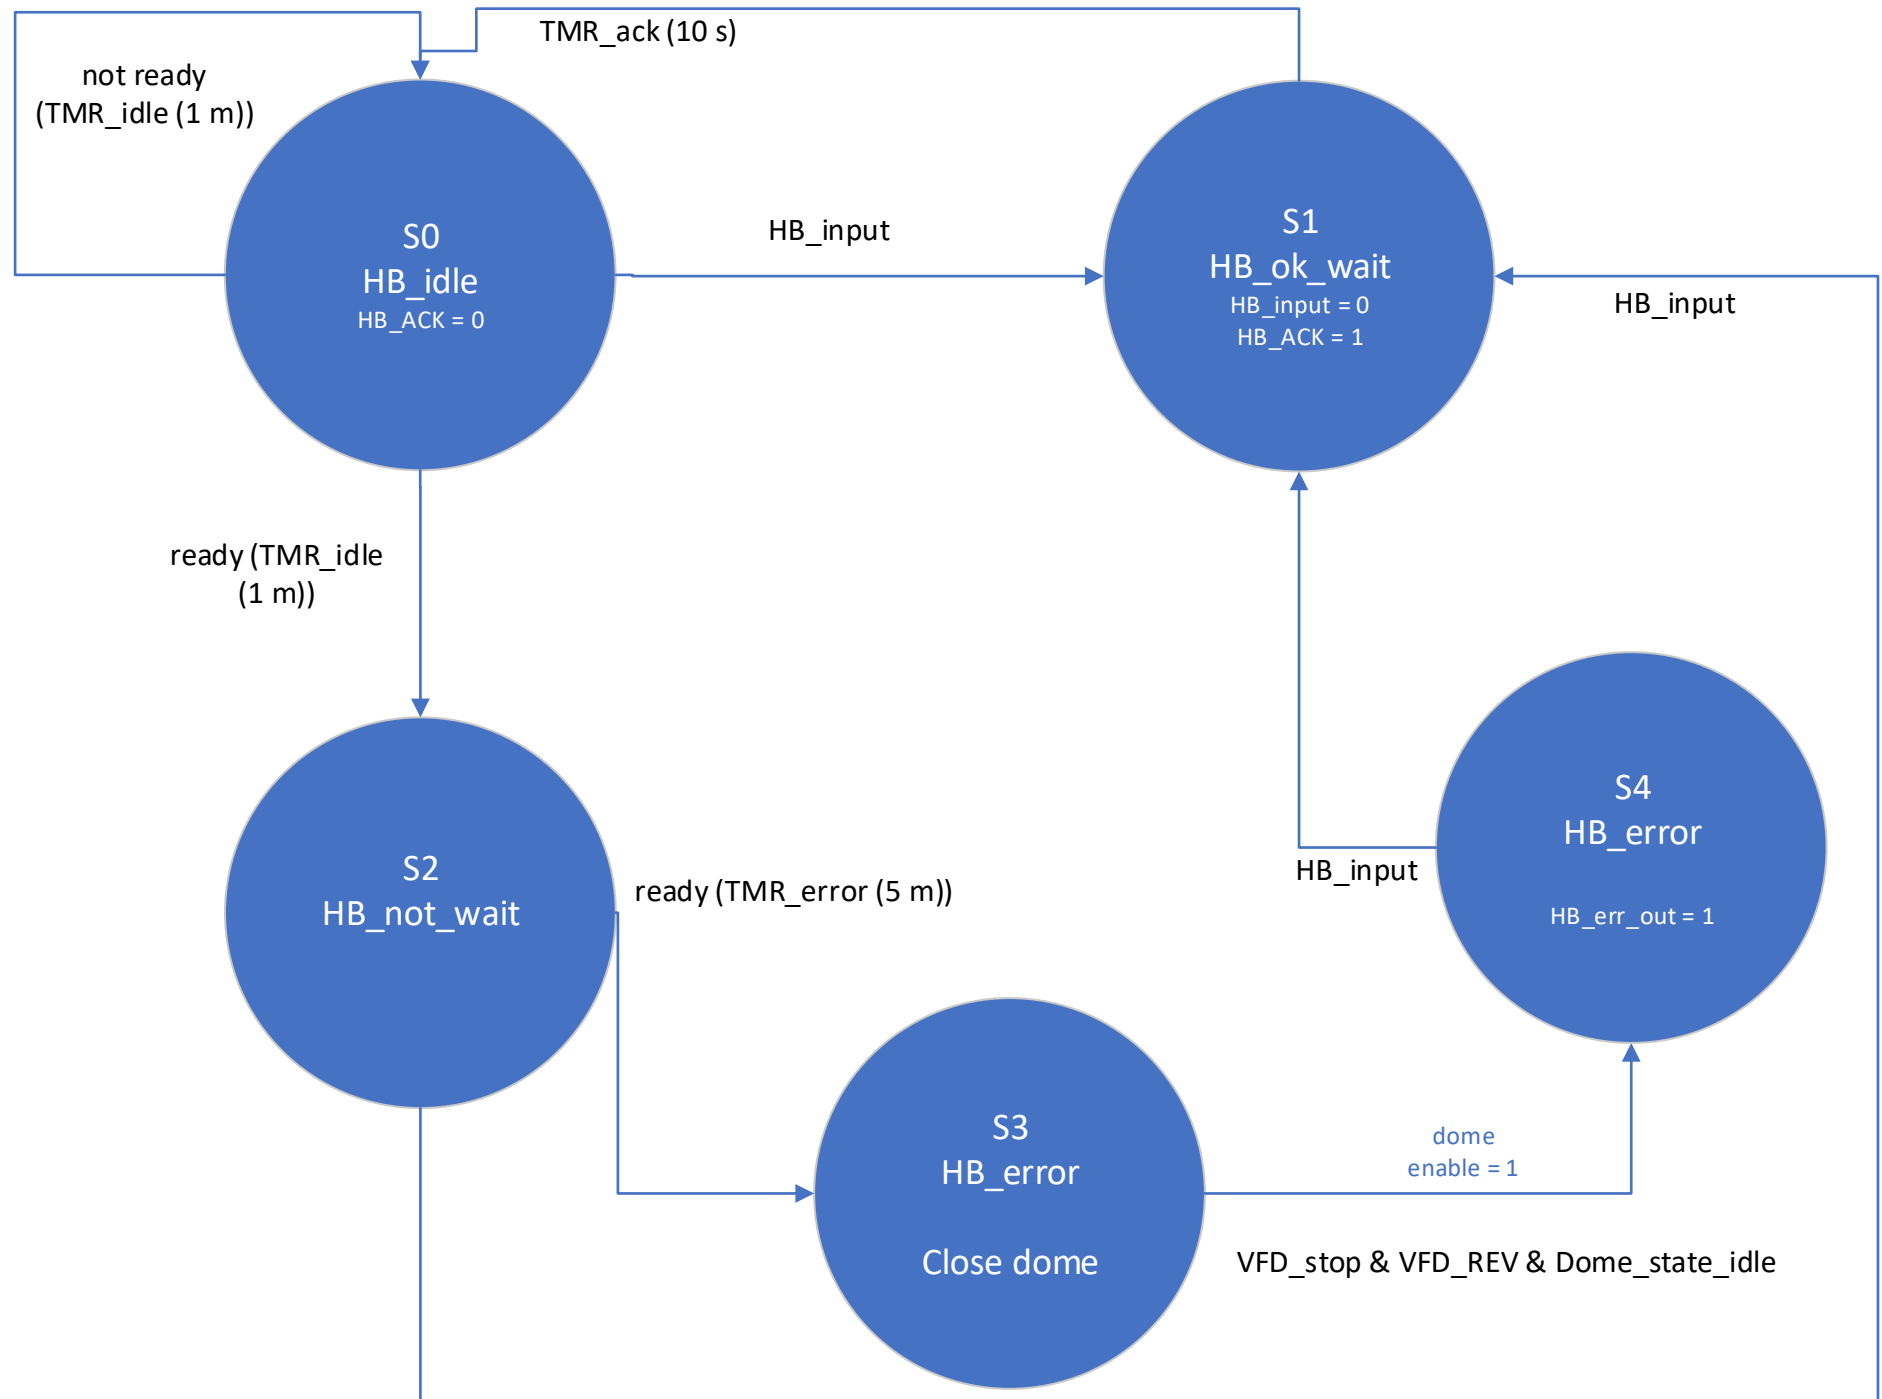 TMR_ack (10 s)
not ready
(TMR_idle (1 m))
S0
HB_idle
HB_ACK = 0
HB_input
S1
HB_ok_wait
HB_input = 0
HB_ACK = 1
HB_input
ready (TMR_idle
(1 m))
S2
HB_not_wait
ready (TMR_error (5 m))
S4
HB_error
HB_err_out = 1
HB_input
S3
HB_error
Close dome
dome
enable = 1
VFD_stop & VFD_REV & Dome_state_idle